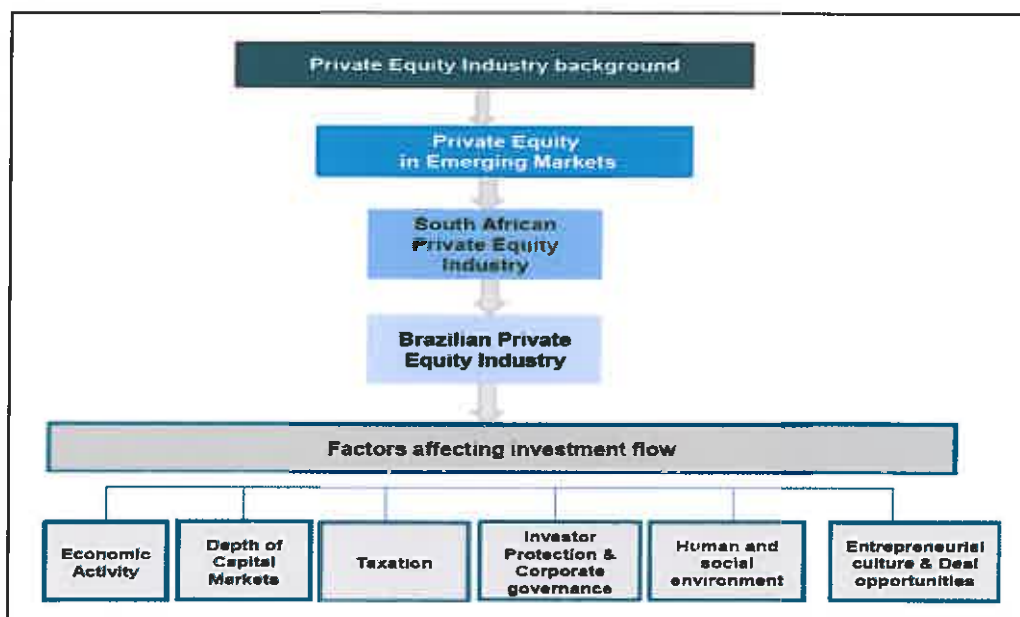 Private Equity Industry background
Private Equity
in Emerging Markets
South African
Private Equity
Industry
Brazilian Private
Equity Industry
Factors affecting investment flow
Economic
Activity
Depth of
Capital
Markets
Taxation
Investor
Protection &
Corporate
governance
Human and
social
environment
Entrepreneurial
culture & Deal
opportunities